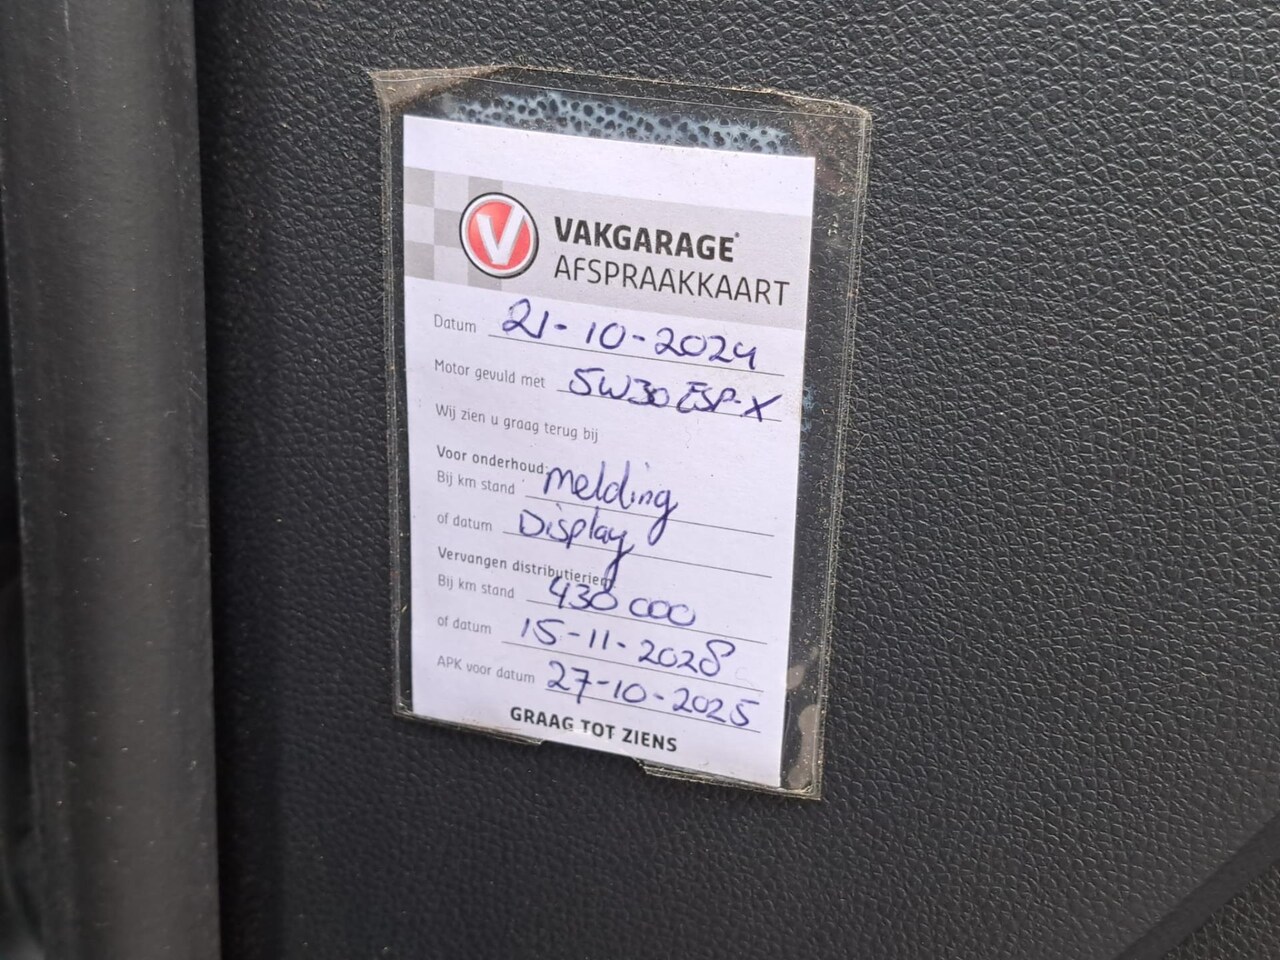 V VAKGARAGE®
AFSPRAAKKAART
Datum 21-10-2024
Motor gevuld met 5W30 ESP-X
Wij zien u graag terug bij
Voor onderhoud:
Bij km stand melding
of datum Display
Vervangen distributieriem
Bij km stand 430 000
of datum 15-11-2028
APK voor datum 27-10-2025
GRAAG TOT ZIENS